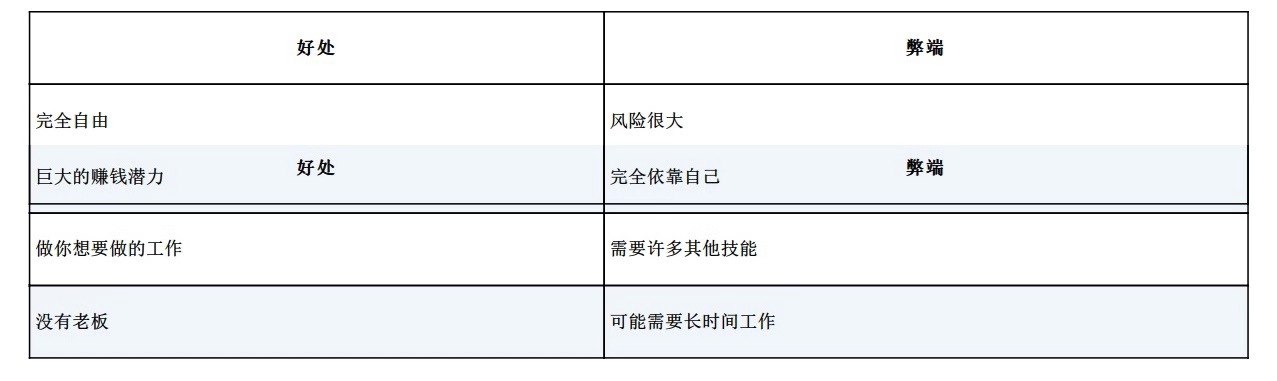 好处 弊端
完全自由 风险很大
好处 弊端
巨大的赚钱潜力 完全依靠自己
做你想要做的工作 需要许多其他技能
没有老板 可能需要长时间工作